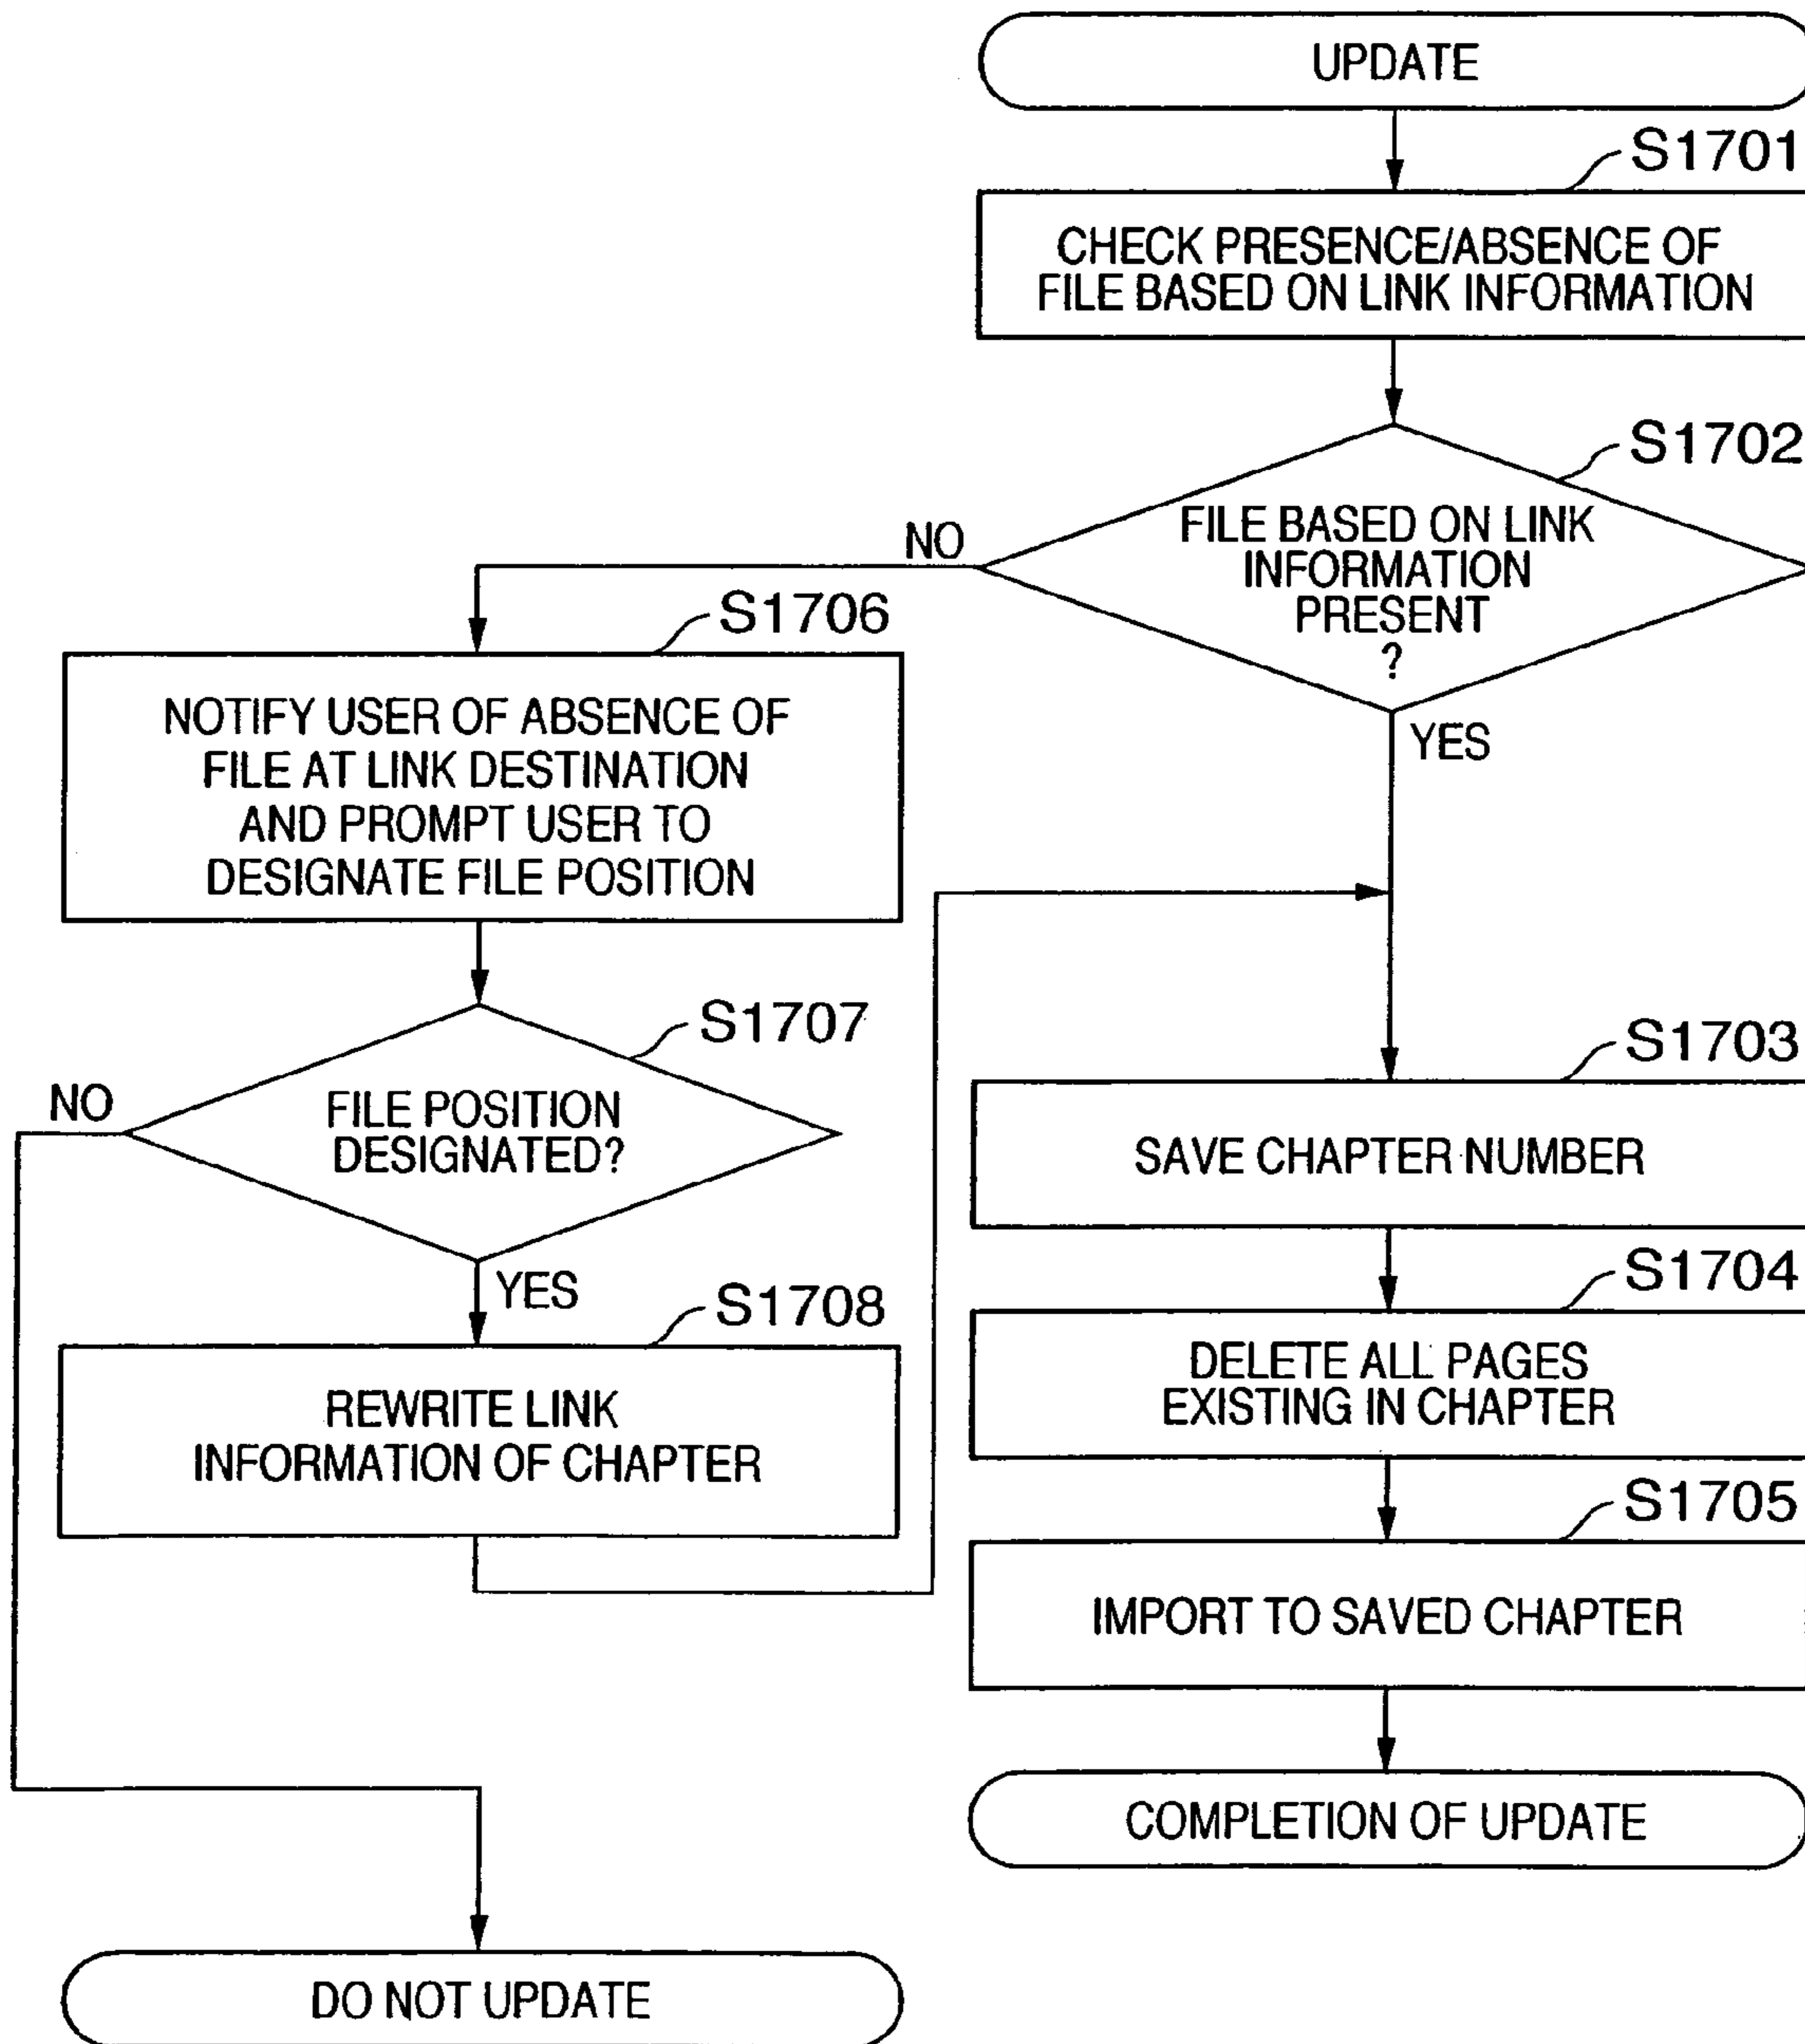 UPDATE
S1701
CHECK PRESENCE/ABSENCE OF
FILE BASED ON LINK INFORMATION
S1702
FILE BASED ON LINK
INFORMATION
PRESENT
?
NO
YES
S1706
NOTIFY USER OF ABSENCE OF
FILE AT LINK DESTINATION
AND PROMPT USER TO
DESIGNATE FILE POSITION
S1707
FILE POSITION
DESIGNATED?
NO
YES
S1708
REWRITE LINK
INFORMATION OF CHAPTER
S1703
SAVE CHAPTER NUMBER
S1704
DELETE ALL PAGES
EXISTING IN CHAPTER
S1705
IMPORT TO SAVED CHAPTER
COMPLETION OF UPDATE
DO NOT UPDATE